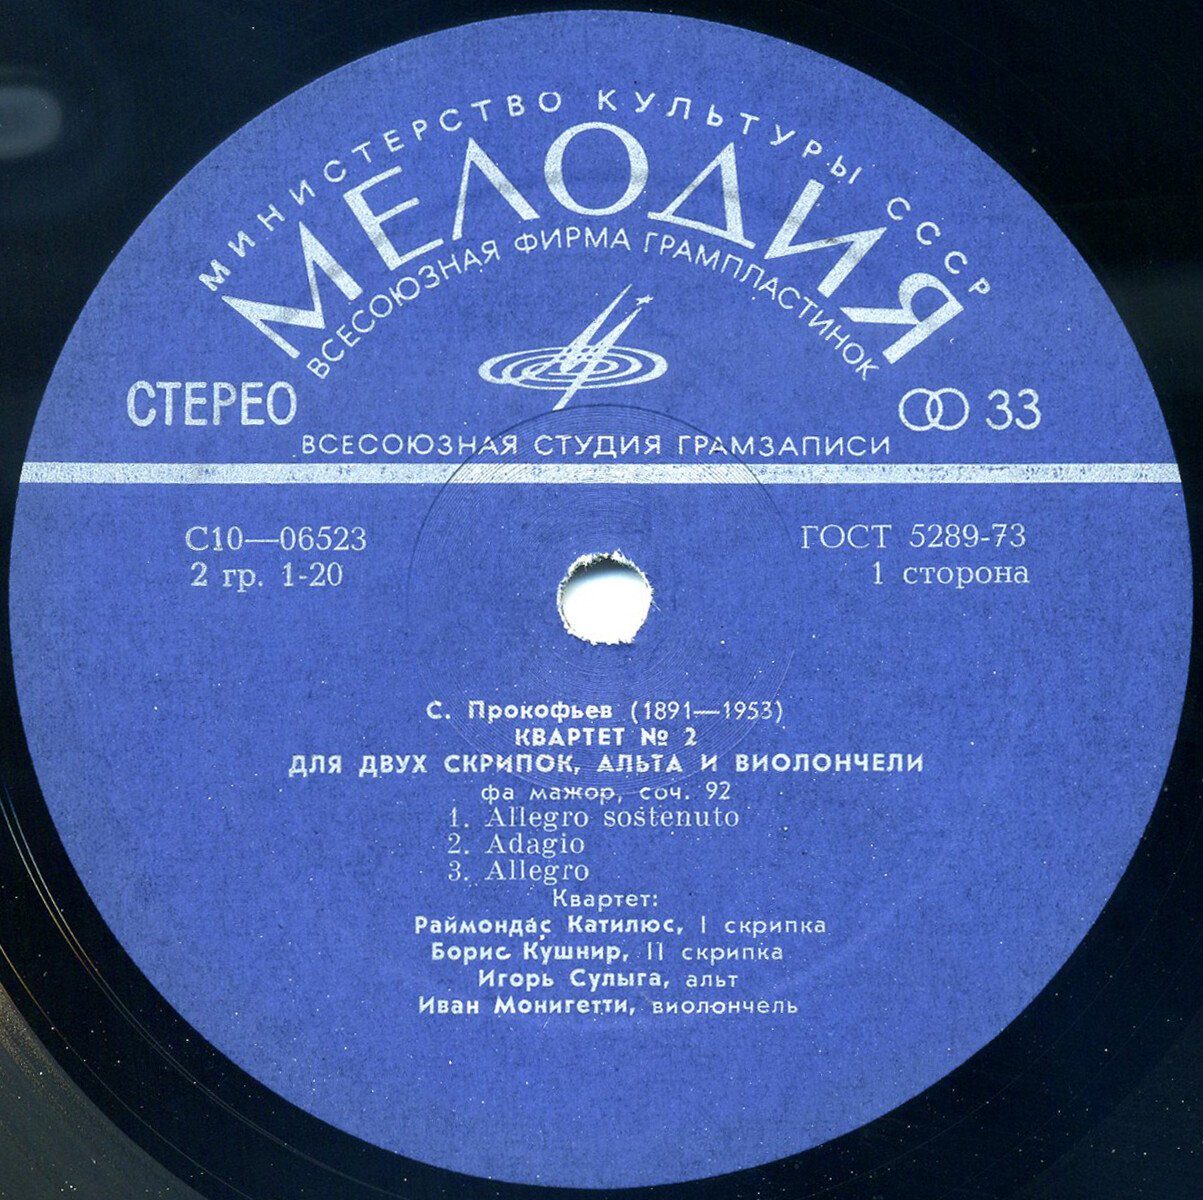 МИНИСТЕРСТВО КУЛЬТУРЫ СССР
МЕЛОДИЯ
ВСЕСОЮЗНАЯ ФИРМА ГРАМПЛАСТИНОК
СТЕРЕО
33
ВСЕСОЮЗНАЯ СТУДИЯ ГРАМЗАПИСИ
С10—06523
ГОСТ 5289-73
2 гр. 1-20
1 сторона
С. Прокофьев (1891—1953)
КВАРТЕТ № 2
ДЛЯ ДВУХ СКРИПОК, АЛЬТА И ВИОЛОНЧЕЛИ
фа мажор, соч. 92
1. Allegro sostenuto
2. Adagio
3. Allegro
Квартет:
Раймондас Катилюс, I скрипка
Борис Кушнир, II скрипка
Игорь Сулыга, альт
Иван Монигетти, виолончель